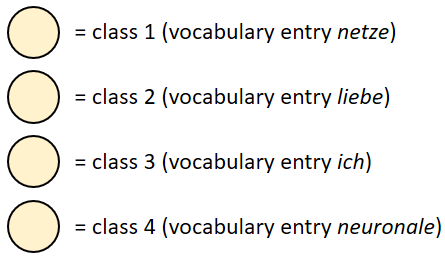 = class 1 (vocabulary entry netze)
= class 2 (vocabulary entry liebe)
= class 3 (vocabulary entry ich)
= class 4 (vocabulary entry neuronale)